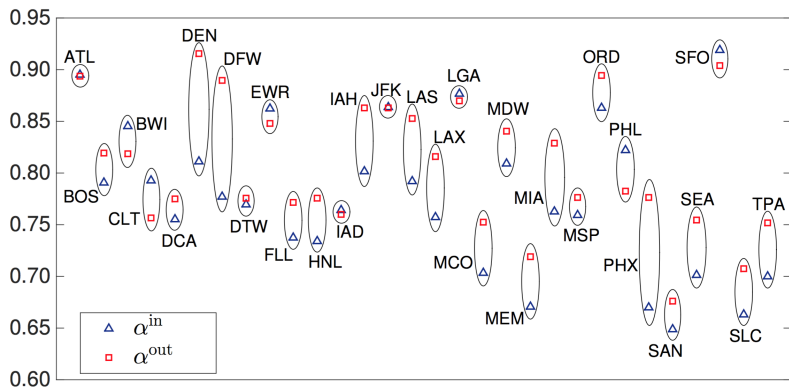 0.95
0.90
0.85
0.80
0.75
0.70
0.65
0.60
ATL
BOS
BWI
CLT
DCA
DEN
DFW
DTW
EWR
FLL
HNL
IAH
IAD
JFK
LAS
LAX
LGA
MCO
MDW
MEM
MIA
MSP
ORD
PHL
PHX
SAN
SEA
SFO
SLC
TPA
α^in
α^out